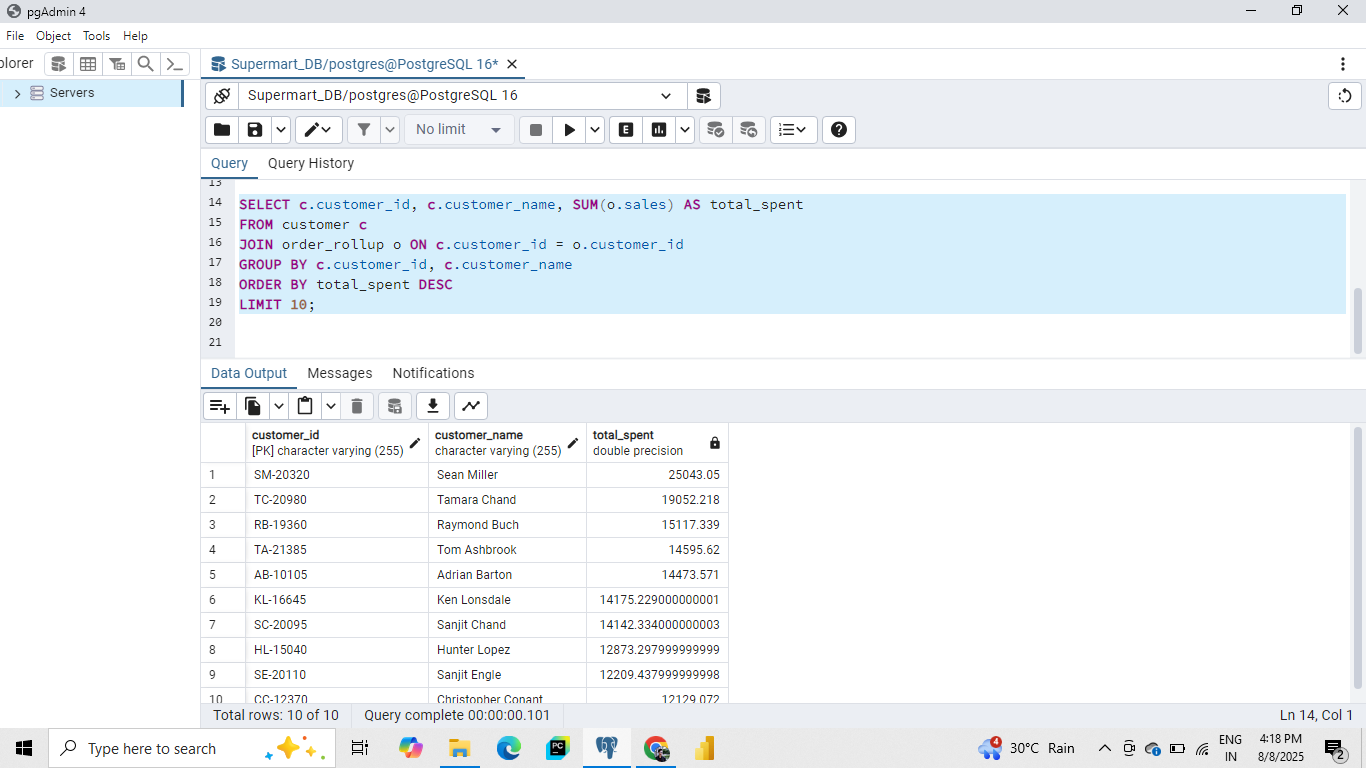 pgAdmin 4
File Object Tools Help
plorer
Supermart_DB/postgres@PostgreSQL 16*
Servers
Supermart_DB/postgres@PostgreSQL 16
No limit
E
Query Query History
13
14 SELECT c.customer_id, c.customer_name, SUM(o.sales) AS total_spent
15 FROM customer c
16 JOIN order_rollup o ON c.customer_id = o.customer_id
17 GROUP BY c.customer_id, c.customer_name
18 ORDER BY total_spent DESC
19 LIMIT 10;
20
21
Data Output Messages Notifications
customer_id customer_name total_spent
[PK] character varying (255) character varying (255) double precision
1 SM-20320 Sean Miller 25043.05
2 TC-20980 Tamara Chand 19052.218
3 RB-19360 Raymond Buch 15117.339
4 TA-21385 Tom Ashbrook 14595.62
5 AB-10105 Adrian Barton 14473.571
6 KL-16645 Ken Lonsdale 14175.229000000001
7 SC-20095 Sanjit Chand 14142.334000000003
8 HL-15040 Hunter Lopez 12873.297999999999
9 SE-20110 Sanjit Engle 12209.437999999998
10 CC-12370 Christopher Conant 12129.072
Total rows: 10 of 10 Query complete 00:00:00.101 Ln 14, Col 1
Type here to search
PC
4
30°C Rain
ENG
IN
4:18 PM
8/8/2025
2